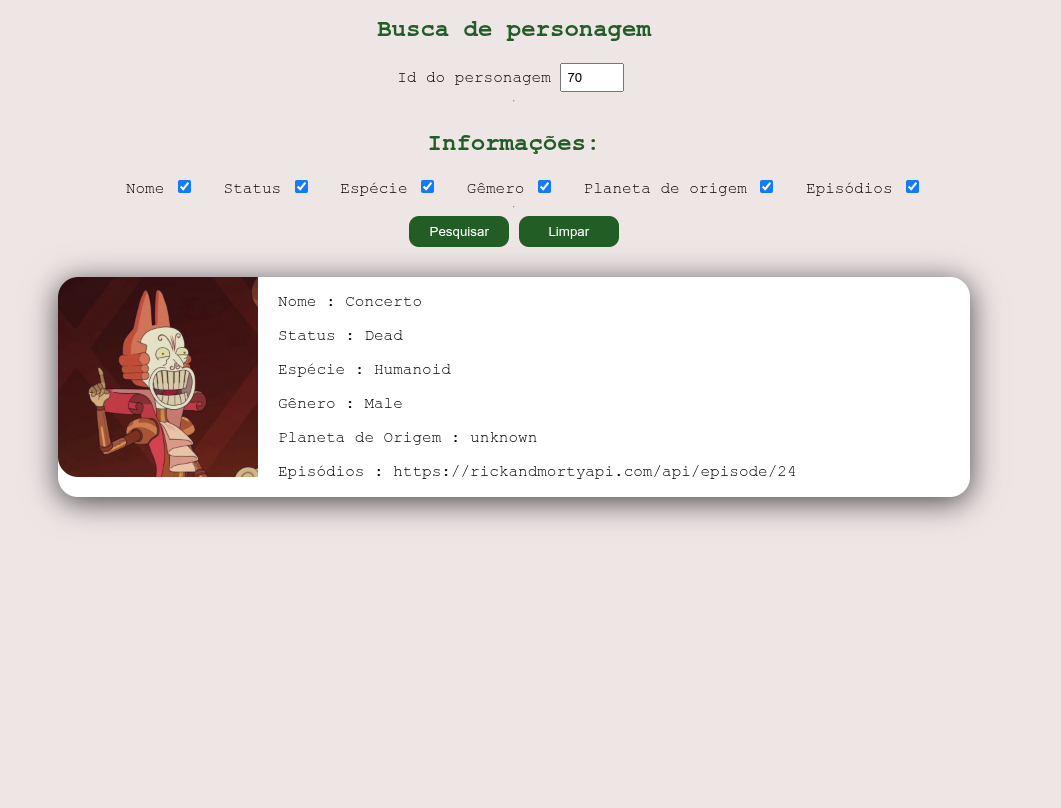 Busca de personagem
Id do personagem 70
Informações:
Nome Status Espécie Gêmero Planeta de origem Episódios
Pesquisar Limpar
Nome : Concerto
Status : Dead
Espécie : Humanoid
Gênero : Male
Planeta de Origem : unknown
Episódios : https://rickandmortyapi.com/api/episode/24